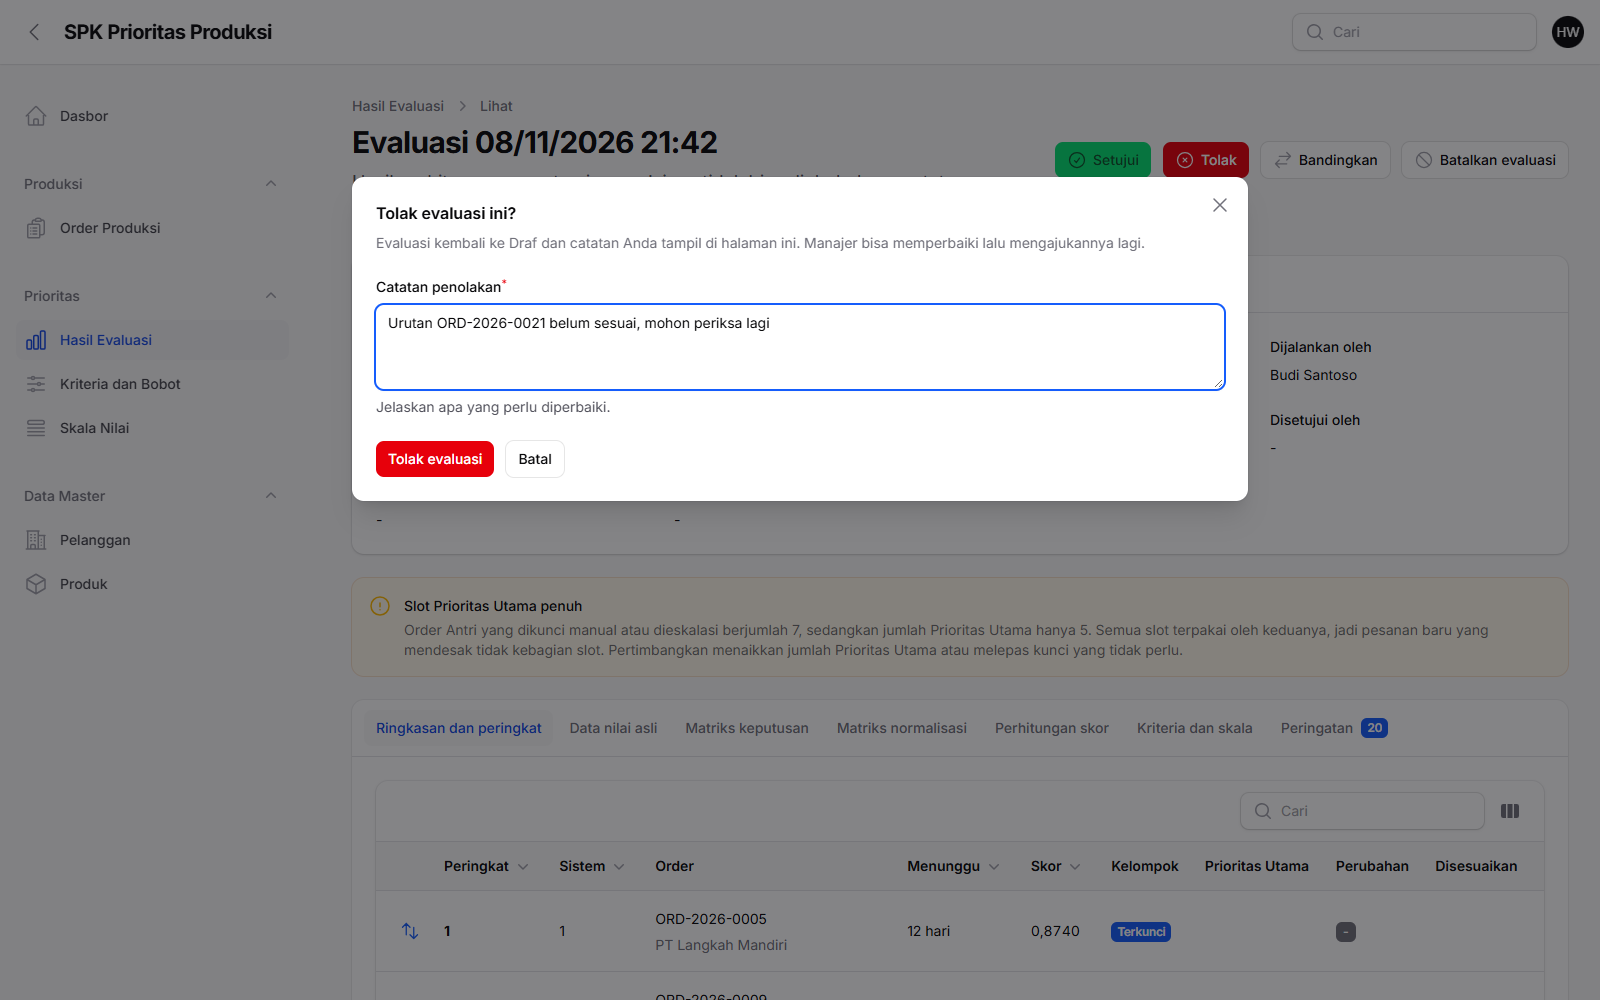 SPK Prioritas Produksi
Cari
HW
Dasbor
Produksi
Order Produksi
Prioritas
Hasil Evaluasi
Kriteria dan Bobot
Skala Nilai
Data Master
Pelanggan
Produk
Hasil Evaluasi > Lihat
Evaluasi 08/11/2026 21:42
Setujui
Tolak
Bandingkan
Batalkan evaluasi
Tolak evaluasi ini?
Evaluasi kembali ke Draf dan catatan Anda tampil di halaman ini. Manajer bisa memperbaiki lalu mengajukannya lagi.
Catatan penolakan*
Urutan ORD-2026-0021 belum sesuai, mohon periksa lagi
Jelaskan apa yang perlu diperbaiki.
Tolak evaluasi
Batal
Dijalankan oleh
Budi Santoso
Disetujui oleh
-
- -
Slot Prioritas Utama penuh
Order Antri yang dikunci manual atau dieskalasi berjumlah 7, sedangkan jumlah Prioritas Utama hanya 5. Semua slot terpakai oleh keduanya, jadi pesanan baru yang
mendesak tidak kebagian slot. Pertimbangkan menaikkan jumlah Prioritas Utama atau melepas kunci yang tidak perlu.
Ringkasan dan peringkat Data nilai asli Matriks keputusan Matriks normalisasi Perhitungan skor Kriteria dan skala Peringatan 20
Cari
Peringkat Sistem Order Menunggu Skor Kelompok Prioritas Utama Perubahan Disesuaikan
1 1 ORD-2026-0005 12 hari 0,8740 Terkunci -
PT Langkah Mandiri
ORD-2026-0009